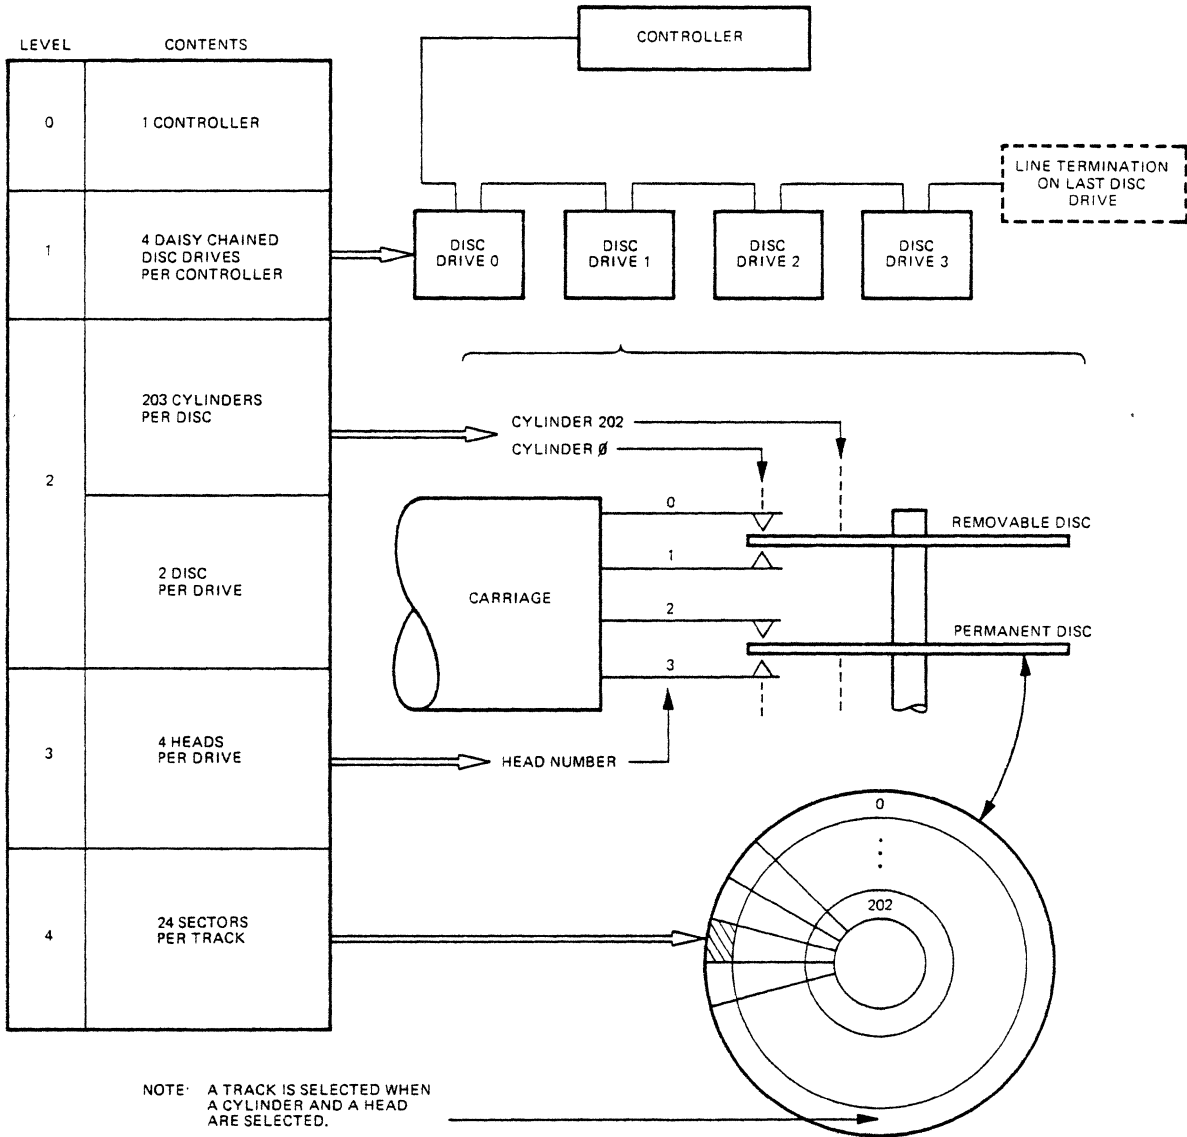 LEVEL CONTENTS
0 1 CONTROLLER
1 4 DAISY CHAINED
DISC DRIVES
PER CONTROLLER
2 203 CYLINDERS
PER DISC
2 DISC
PER DRIVE
3 4 HEADS
PER DRIVE
4 24 SECTORS
PER TRACK
CONTROLLER
LINE TERMINATION
ON LAST DISC
DRIVE
DISC
DRIVE 0
DISC
DRIVE 1
DISC
DRIVE 2
DISC
DRIVE 3
CYLINDER 202
CYLINDER Ø
CARRIAGE
0
1
2
3
REMOVABLE DISC
PERMANENT DISC
HEAD NUMBER
0
202
NOTE: A TRACK IS SELECTED WHEN
A CYLINDER AND A HEAD
ARE SELECTED.